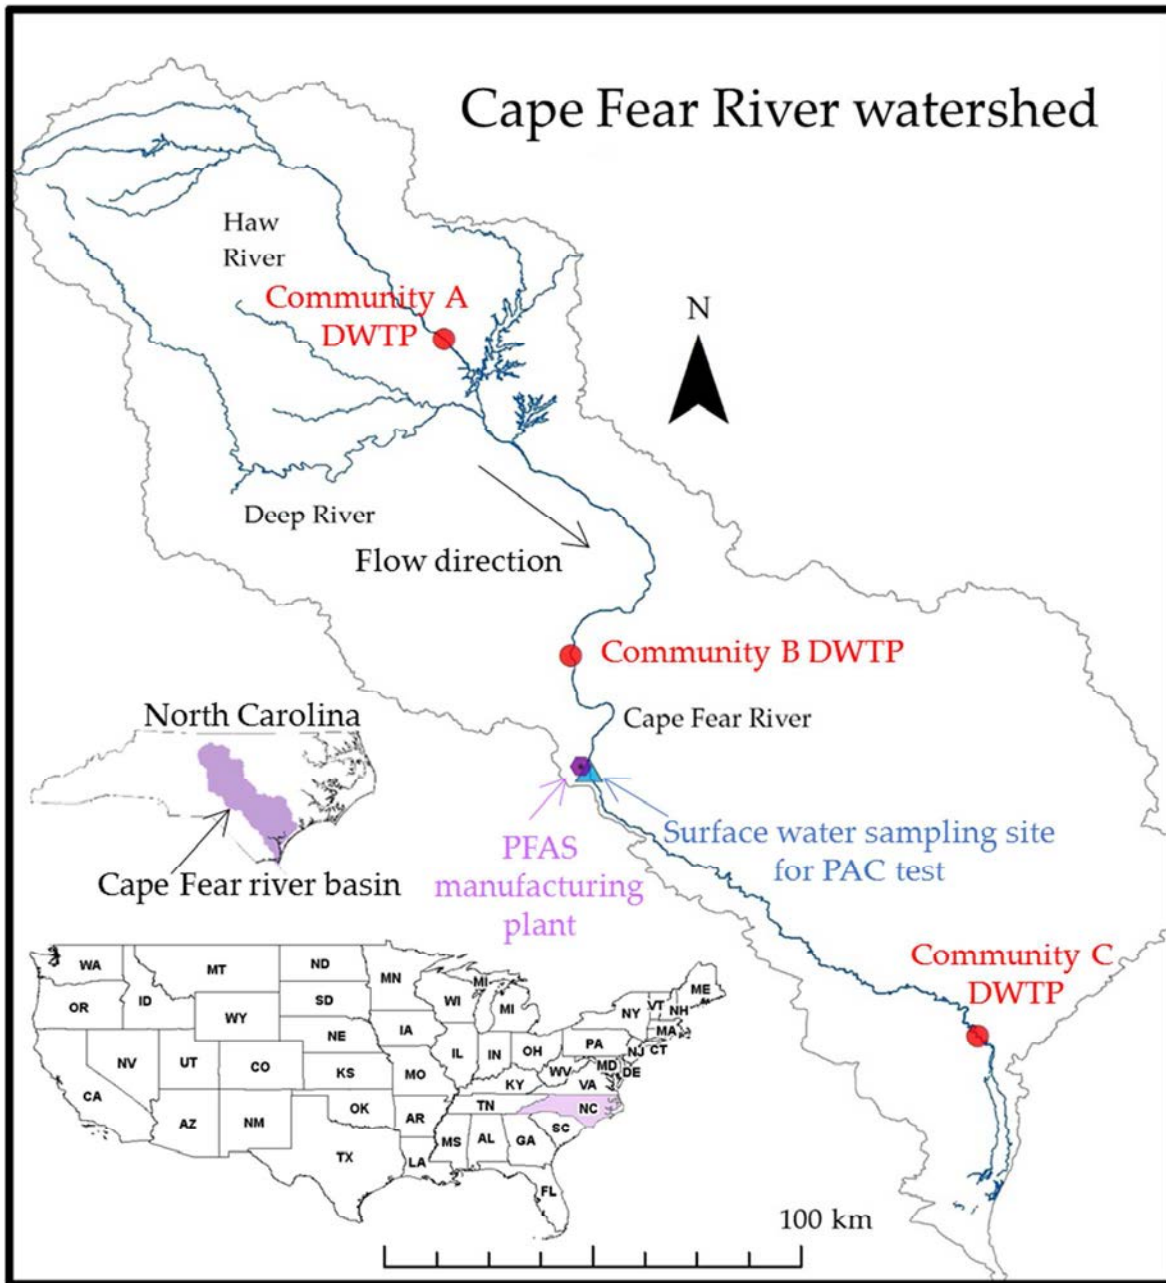 Cape Fear River watershed
Haw
River
Community A
DWTP
N
Deep River
Flow direction
Community B DWTP
Cape Fear River
North Carolina
Cape Fear river basin
PFAS
manufacturing
plant
Surface water sampling site
for PAC test
Community C
DWTP
WA
MT
ND
MN
OR
ID
SD
WI
MI
MI
NY
VT
NH
ME
WY
MA
NV
UT
CO
NE
IA
IL
IN
OH
PA
NJ
CT
CA
KS
MO
KY
WV
MD
DE
VA
AZ
NM
OK
AR
TN
NC
SC
TX
LA
MS
AL
GA
FL
100 km